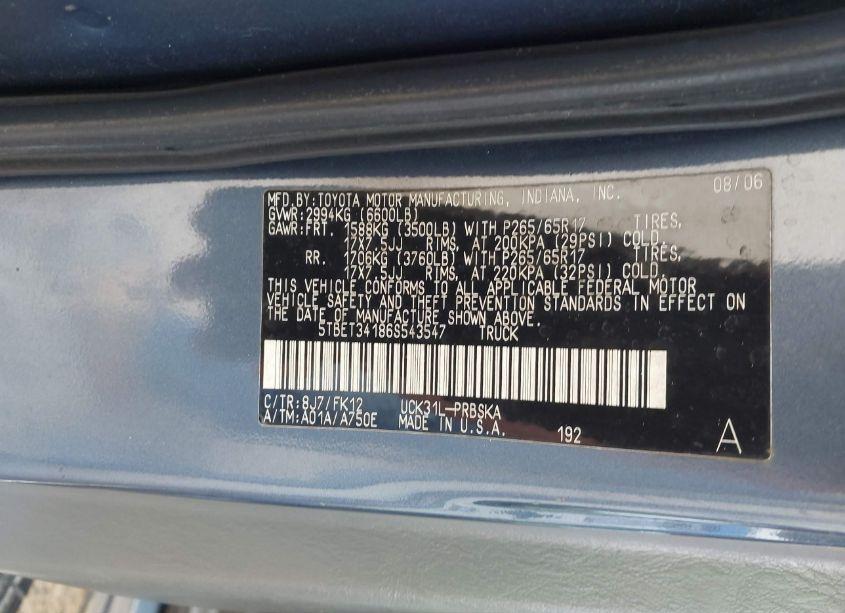 MFD.BY:TOYOTA MOTOR MANUFACTURING, INDIANA, INC. 08/06
GVWR:2994KG (6600LB)
GAWR:FRT. 1588KG (3500LB) WITH P265/65R17 TIRES,
17X7.5JJ RIMS, AT 200KPA (29PSI) COLD.
RR. 1706KG (3760LB) WITH P265/65R17 TIRES,
17X7.5JJ RIMS, AT 220KPA (32PSI) COLD.
THIS VEHICLE CONFORMS TO ALL APPLICABLE FEDERAL MOTOR
VEHICLE SAFETY AND THEFT PREVENTION STANDARDS IN EFFECT ON
THE DATE OF MANUFACTURE SHOWN ABOVE.
5TBET34186S543547 TRUCK
C/TR:8J7/FK12 UCK31L-PRBSKA
A/TM:A01A/A750E MADE IN U.S.A. 192 A